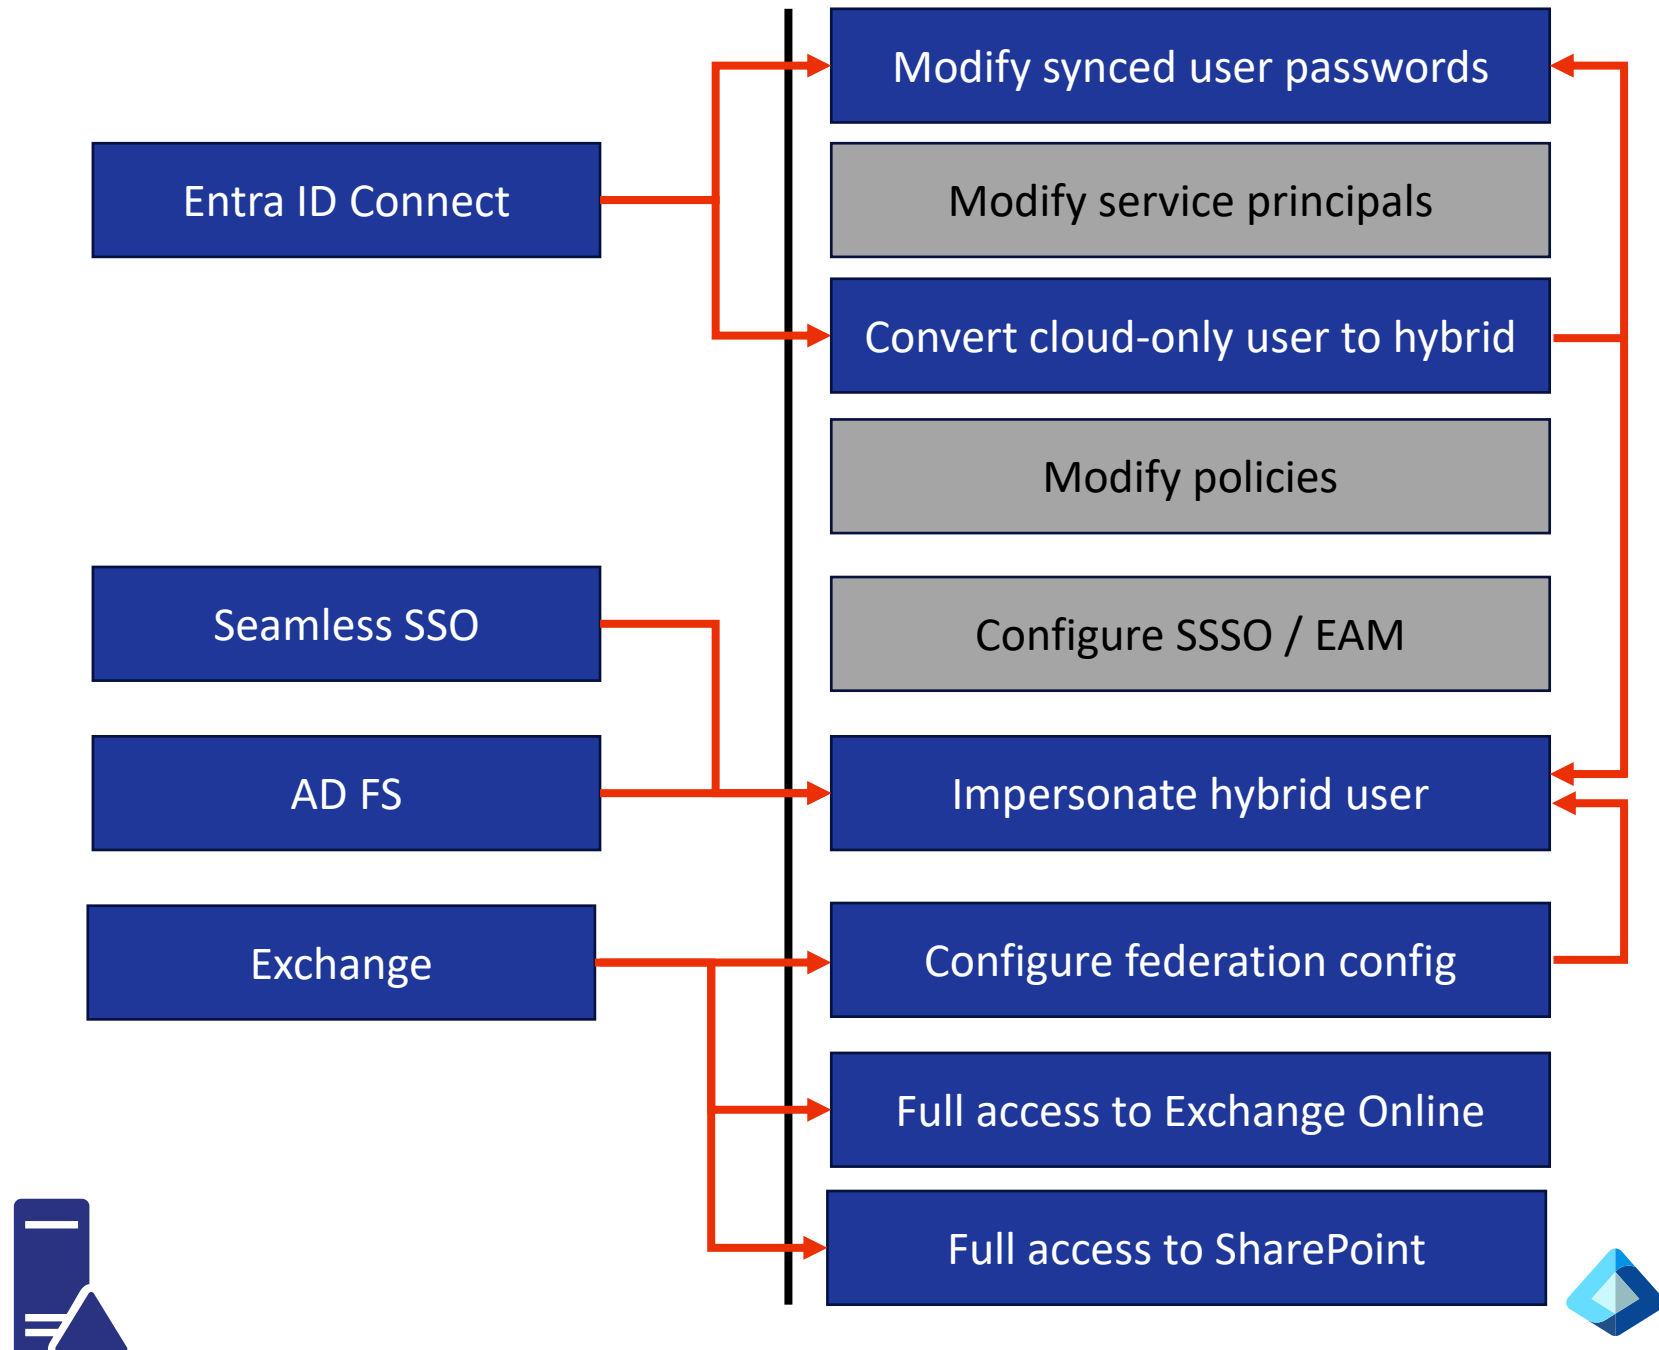 Modify synced user passwords
Entra ID Connect
Modify service principals
Convert cloud-only user to hybrid
Modify policies
Seamless SSO
Configure SSSO / EAM
AD FS
Impersonate hybrid user
Exchange
Configure federation config
Full access to Exchange Online
Full access to SharePoint